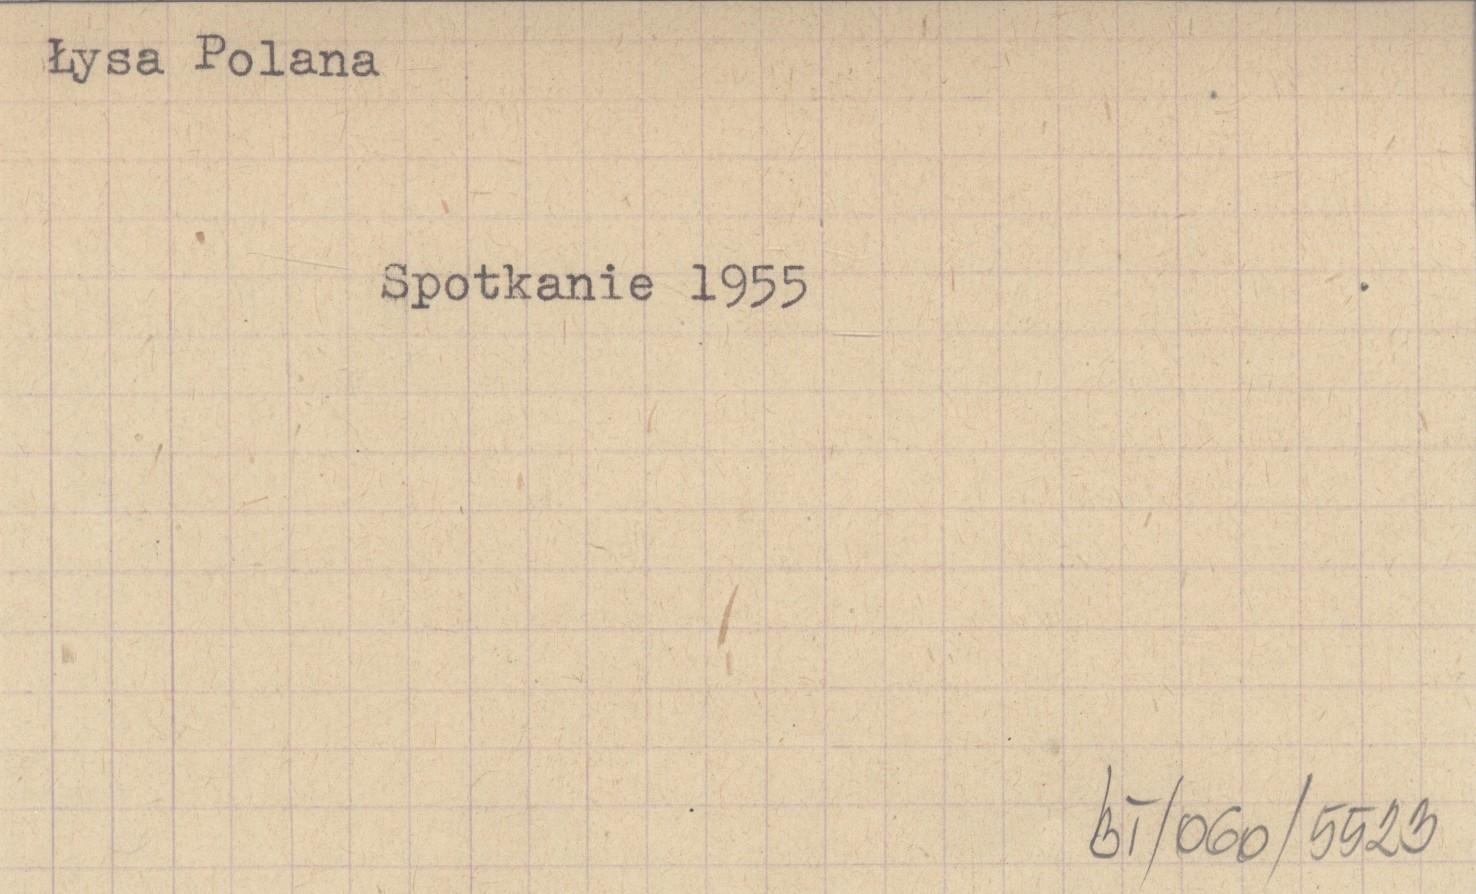 Łysa Polana
Spotkanie 1955
BT/060/5523